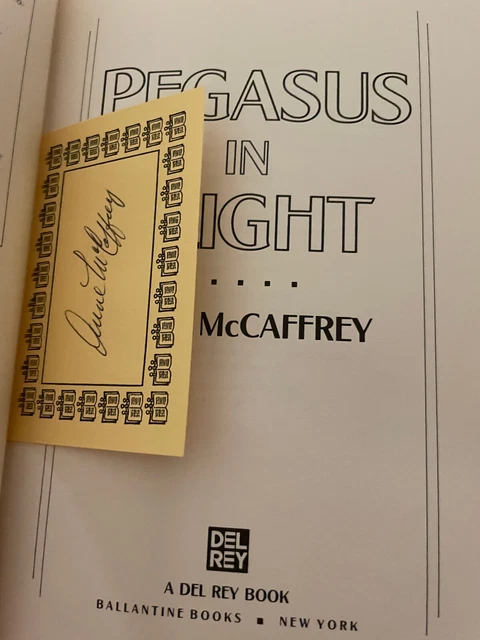 PEGASUS
IN
IGHT
McCAFFREY
Anne McCaffrey
DEL
REY
A DEL REY BOOK
BALLANTINE BOOKS ■ NEW YORK